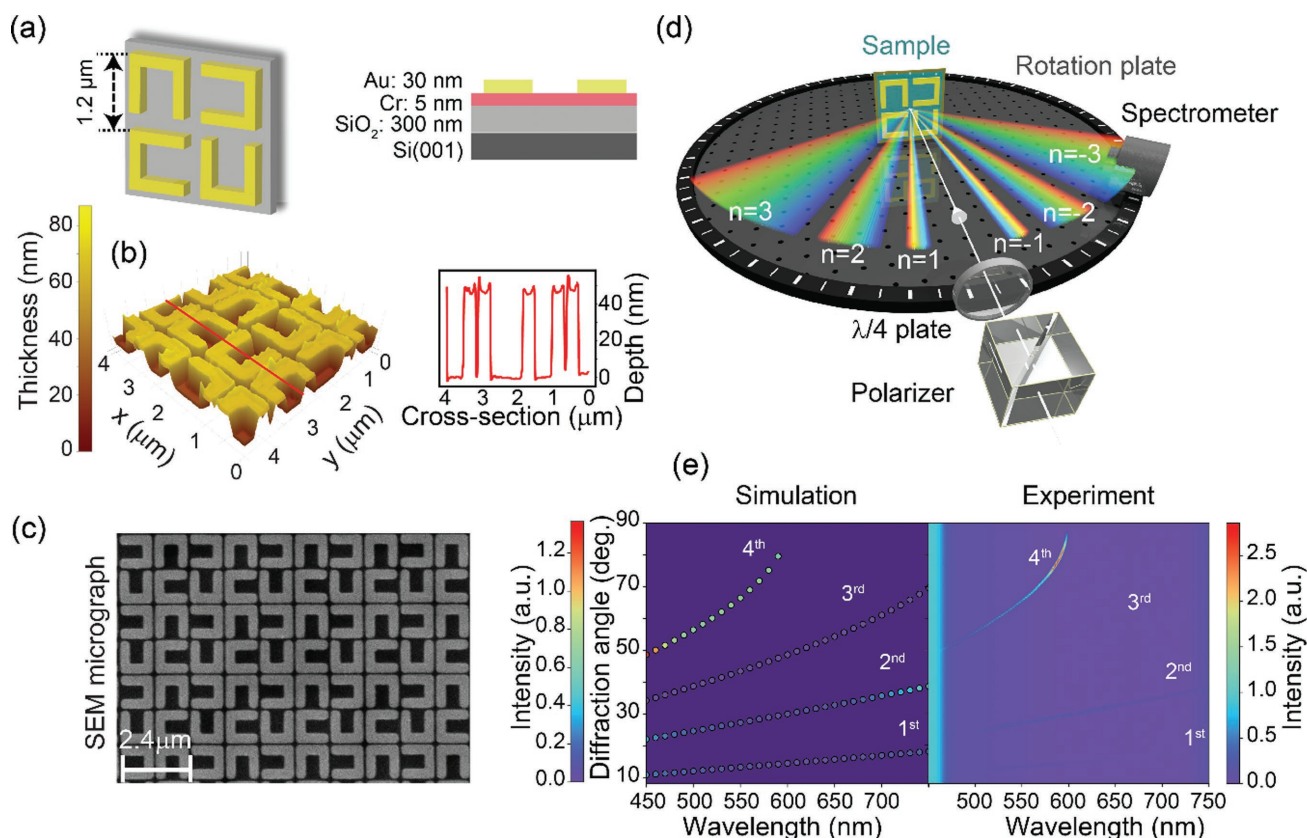 (a)
1.2 μm
Au: 30 nm
Cr: 5 nm
SiO₂: 300 nm
Si(001)
(b)
Thickness (nm)
80
60
40
20
0
4
3
2
1
0
x (μm)
4
3
2
1
0
y (μm)
40
20
0
Depth (nm)
4 3 2 1 0
Cross-section (μm)
(c)
SEM micrograph
2.4μm
(d)
Sample
Rotation plate
Spectrometer
n=3
n=2
n=1
n=-1
n=-2
n=-3
λ/4 plate
Polarizer
(e)
Simulation
Experiment
Intensity (a.u.)
1.2
1.0
0.8
0.6
0.4
0.2
0.0
Diffraction angle (deg.)
90
70
50
30
10
4th
3rd
2nd
1st
450 500 550 600 650 700
Wavelength (nm)
4th
3rd
2nd
1st
500 550 600 650 700 750
Wavelength (nm)
2.5
2.0
1.5
1.0
0.5
0.0
Intensity (a.u.)